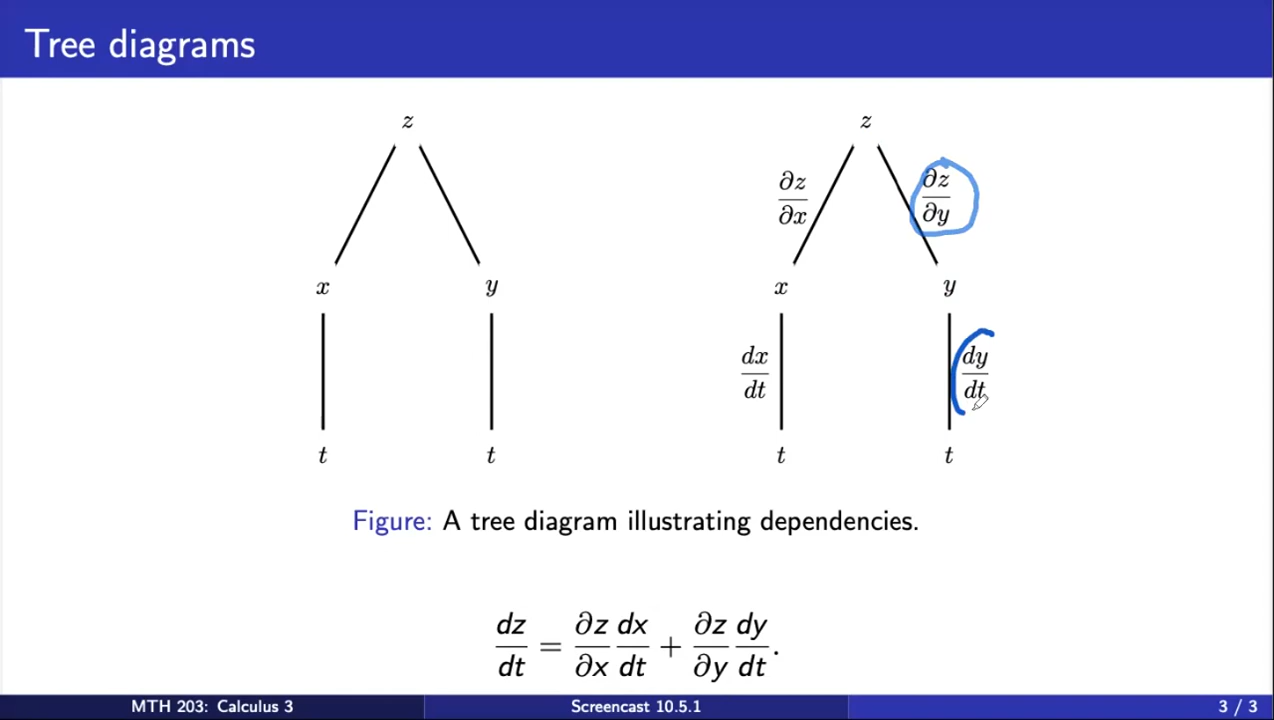 Tree diagrams
z z
∂z/∂x ∂z/∂y
x y x y
dx/dt dy/dt
t t t t
Figure: A tree diagram illustrating dependencies.
dz/dt = ∂z/∂x dx/dt + ∂z/∂y dy/dt.
MTH 203: Calculus 3 Screencast 10.5.1 3 / 3